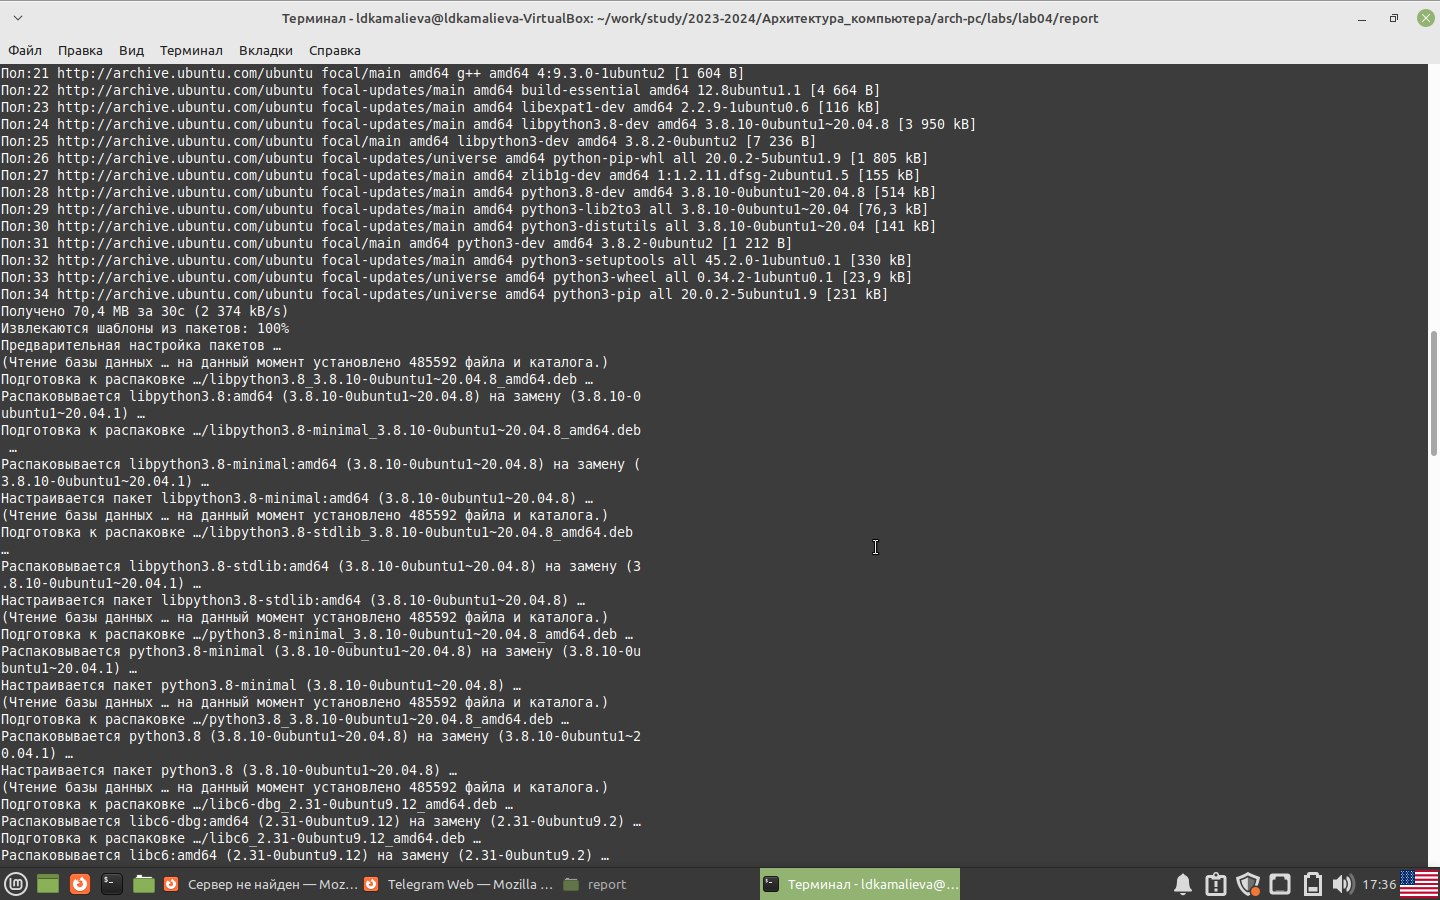 Терминал - ldkamalieva@ldkamalieva-VirtualBox: ~/work/study/2023-2024/Архитектура_компьютера/arch-pc/labs/lab04/report
Файл Правка Вид Терминал Вкладки Справка
Пол:21 http://archive.ubuntu.com/ubuntu focal/main amd64 g++ amd64 4:9.3.0-1ubuntu2 [1 604 B]
Пол:22 http://archive.ubuntu.com/ubuntu focal-updates/main amd64 build-essential amd64 12.8ubuntu1.1 [4 664 B]
Пол:23 http://archive.ubuntu.com/ubuntu focal-updates/main amd64 libexpat1-dev amd64 2.2.9-1ubuntu0.6 [116 kB]
Пол:24 http://archive.ubuntu.com/ubuntu focal-updates/main amd64 libpython3.8-dev amd64 3.8.10-0ubuntu1~20.04.8 [3 950 kB]
Пол:25 http://archive.ubuntu.com/ubuntu focal/main amd64 libpython3-dev amd64 3.8.2-0ubuntu2 [7 236 B]
Пол:26 http://archive.ubuntu.com/ubuntu focal-updates/universe amd64 python-pip-whl all 20.0.2-5ubuntu1.9 [1 805 kB]
Пол:27 http://archive.ubuntu.com/ubuntu focal-updates/main amd64 zlib1g-dev amd64 1:1.2.11.dfsg-2ubuntu1.5 [155 kB]
Пол:28 http://archive.ubuntu.com/ubuntu focal-updates/main amd64 python3.8-dev amd64 3.8.10-0ubuntu1~20.04.8 [514 kB]
Пол:29 http://archive.ubuntu.com/ubuntu focal-updates/main amd64 python3-lib2to3 all 3.8.10-0ubuntu1~20.04 [76,3 kB]
Пол:30 http://archive.ubuntu.com/ubuntu focal-updates/main amd64 python3-distutils all 3.8.10-0ubuntu1~20.04 [141 kB]
Пол:31 http://archive.ubuntu.com/ubuntu focal/main amd64 python3-dev amd64 3.8.2-0ubuntu2 [1 212 B]
Пол:32 http://archive.ubuntu.com/ubuntu focal-updates/main amd64 python3-setuptools all 45.2.0-1ubuntu0.1 [330 kB]
Пол:33 http://archive.ubuntu.com/ubuntu focal-updates/universe amd64 python3-wheel all 0.34.2-1ubuntu0.1 [23,9 kB]
Пол:34 http://archive.ubuntu.com/ubuntu focal-updates/universe amd64 python3-pip all 20.0.2-5ubuntu1.9 [231 kB]
Получено 70,4 MB за 30с (2 374 kB/s)
Извлекаются шаблоны из пакетов: 100%
Предварительная настройка пакетов …
(Чтение базы данных … на данный момент установлено 485592 файла и каталога.)
Подготовка к распаковке …/libpython3.8_3.8.10-0ubuntu1~20.04.8_amd64.deb …
Распаковывается libpython3.8:amd64 (3.8.10-0ubuntu1~20.04.8) на замену (3.8.10-0
ubuntu1~20.04.1) …
Подготовка к распаковке …/libpython3.8-minimal_3.8.10-0ubuntu1~20.04.8_amd64.deb
…
Распаковывается libpython3.8-minimal:amd64 (3.8.10-0ubuntu1~20.04.8) на замену (
3.8.10-0ubuntu1~20.04.1) …
Настраивается пакет libpython3.8-minimal:amd64 (3.8.10-0ubuntu1~20.04.8) …
(Чтение базы данных … на данный момент установлено 485592 файла и каталога.)
Подготовка к распаковке …/libpython3.8-stdlib_3.8.10-0ubuntu1~20.04.8_amd64.deb
…
Распаковывается libpython3.8-stdlib:amd64 (3.8.10-0ubuntu1~20.04.8) на замену (3
.8.10-0ubuntu1~20.04.1) …
Настраивается пакет libpython3.8-stdlib:amd64 (3.8.10-0ubuntu1~20.04.8) …
(Чтение базы данных … на данный момент установлено 485592 файла и каталога.)
Подготовка к распаковке …/python3.8-minimal_3.8.10-0ubuntu1~20.04.8_amd64.deb …
Распаковывается python3.8-minimal (3.8.10-0ubuntu1~20.04.8) на замену (3.8.10-0u
buntu1~20.04.1) …
Настраивается пакет python3.8-minimal (3.8.10-0ubuntu1~20.04.8) …
(Чтение базы данных … на данный момент установлено 485592 файла и каталога.)
Подготовка к распаковке …/python3.8_3.8.10-0ubuntu1~20.04.8_amd64.deb …
Распаковывается python3.8 (3.8.10-0ubuntu1~20.04.8) на замену (3.8.10-0ubuntu1~2
0.04.1) …
Настраивается пакет python3.8 (3.8.10-0ubuntu1~20.04.8) …
(Чтение базы данных … на данный момент установлено 485592 файла и каталога.)
Подготовка к распаковке …/libc6-dbg_2.31-0ubuntu9.12_amd64.deb …
Распаковывается libc6-dbg:amd64 (2.31-0ubuntu9.12) на замену (2.31-0ubuntu9.2) …
Подготовка к распаковке …/libc6_2.31-0ubuntu9.12_amd64.deb …
Распаковывается libc6:amd64 (2.31-0ubuntu9.12) на замену (2.31-0ubuntu9.2) …
Сервер не найден — Moz... Telegram Web — Mozilla ... report Терминал - ldkamalieva@... 17:36